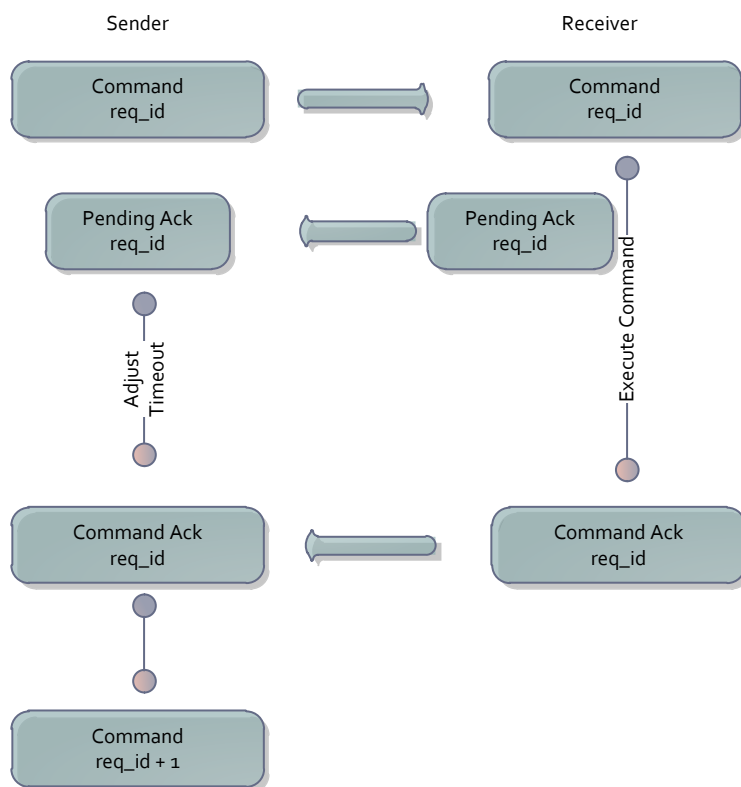 Sender
Receiver
Command
req_id
Command
req_id
Pending Ack
req_id
Pending Ack
req_id
Adjust
Timeout
Execute Command
Command Ack
req_id
Command Ack
req_id
Command
req_id + 1